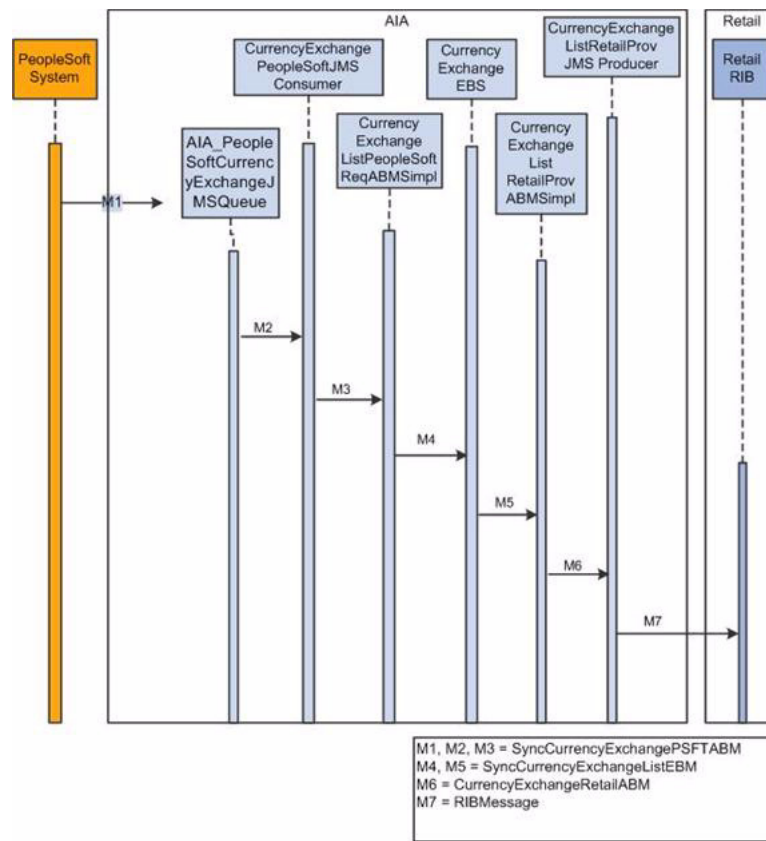 AIA
Retail
PeopleSoft
System
CurrencyExchange
PeopleSoftJMS
Consumer
Currency
Exchange
EBS
CurrencyExchange
ListRetailProv
JMS Producer
Retail
RIB
AIA_People
SoftCurrenc
yExchangeJ
MSQueue
Currency
Exchange
ListPeopleSoft
ReqABMSimpl
Currency
Exchange
List
RetailProv
ABMSimpl
M1
M2
M3
M4
M5
M6
M7
M1, M2, M3 = SyncCurrencyExchangePSFTABM
M4, M5 = SyncCurrencyExchangeListEBM
M6 = CurrencyExchangeRetailABM
M7 = RIBMessage